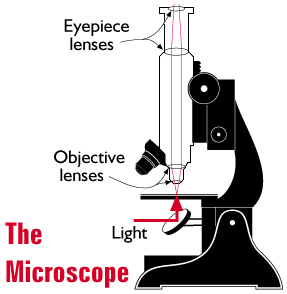 Eyepiece
lenses
Objective
lenses
Light
The
Microscope